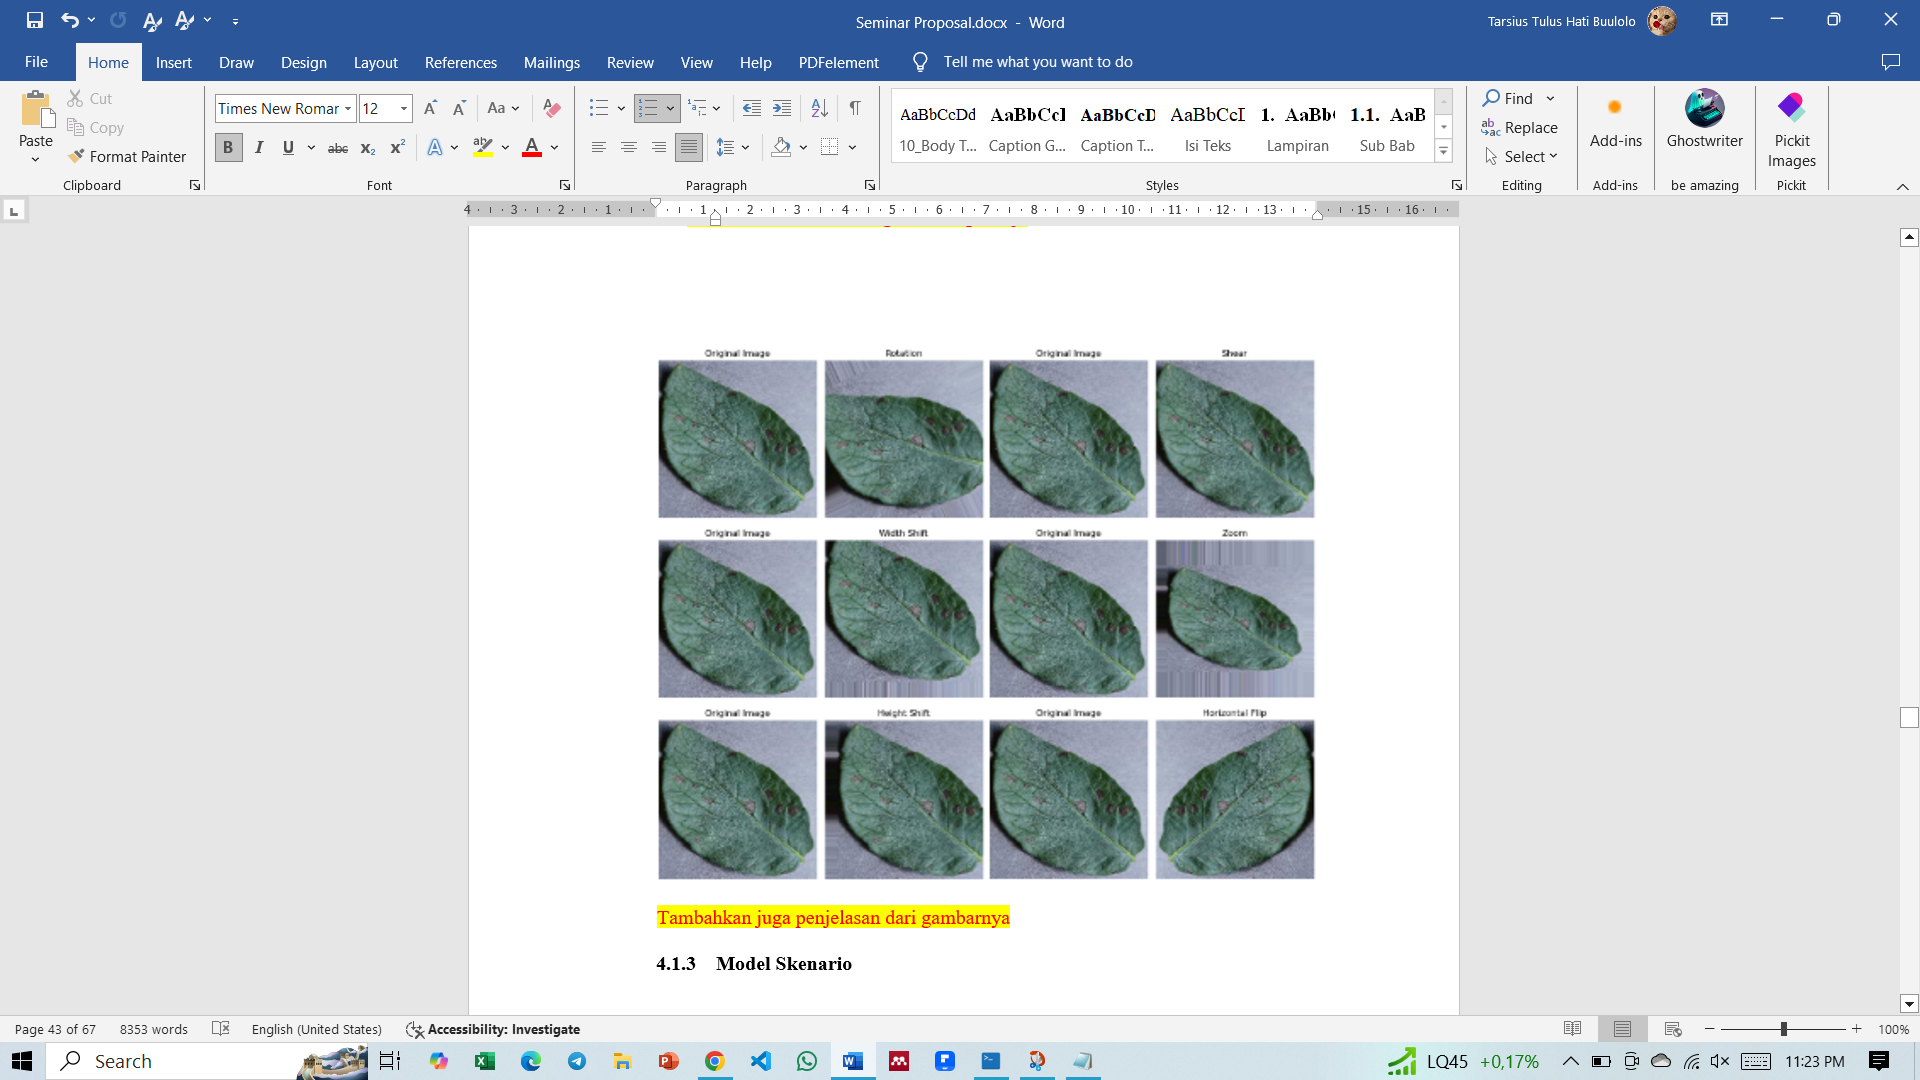 Seminar Proposal.docx - Word
Tarsius Tulus Hati Buulolo
File Home Insert Draw Design Layout References Mailings Review View Help PDFelement Tell me what you want to do
Paste
Cut
Copy
Format Painter
Clipboard
Times New Roman 12
Aa
B I U abc x₂ x² A ab A
Font
Paragraph
AaBbCcDd AaBbCcI AaBbCcD AaBbCcI 1. AaBb 1.1. AaB
10_Body T... Caption G... Caption T... Isi Teks Lampiran Sub Bab
Styles
Find
Replace
Select
Editing
Add-ins
Add-ins
Ghostwriter
be amazing
Pickit Images
Pickit
4 3 2 1 1 2 3 4 5 6 7 8 9 10 11 12 13 15 16
Original Image Rotation Original Image Shear
Original Image Width Shift Original Image Zoom
Original Image Height Shift Original Image Horizontal Flip
Tambahkan juga penjelasan dari gambarnya
4.1.3 Model Skenario
Page 43 of 67 8353 words English (United States) Accessibility: Investigate 100%
Search
LQ45 +0,17%
11:23 PM